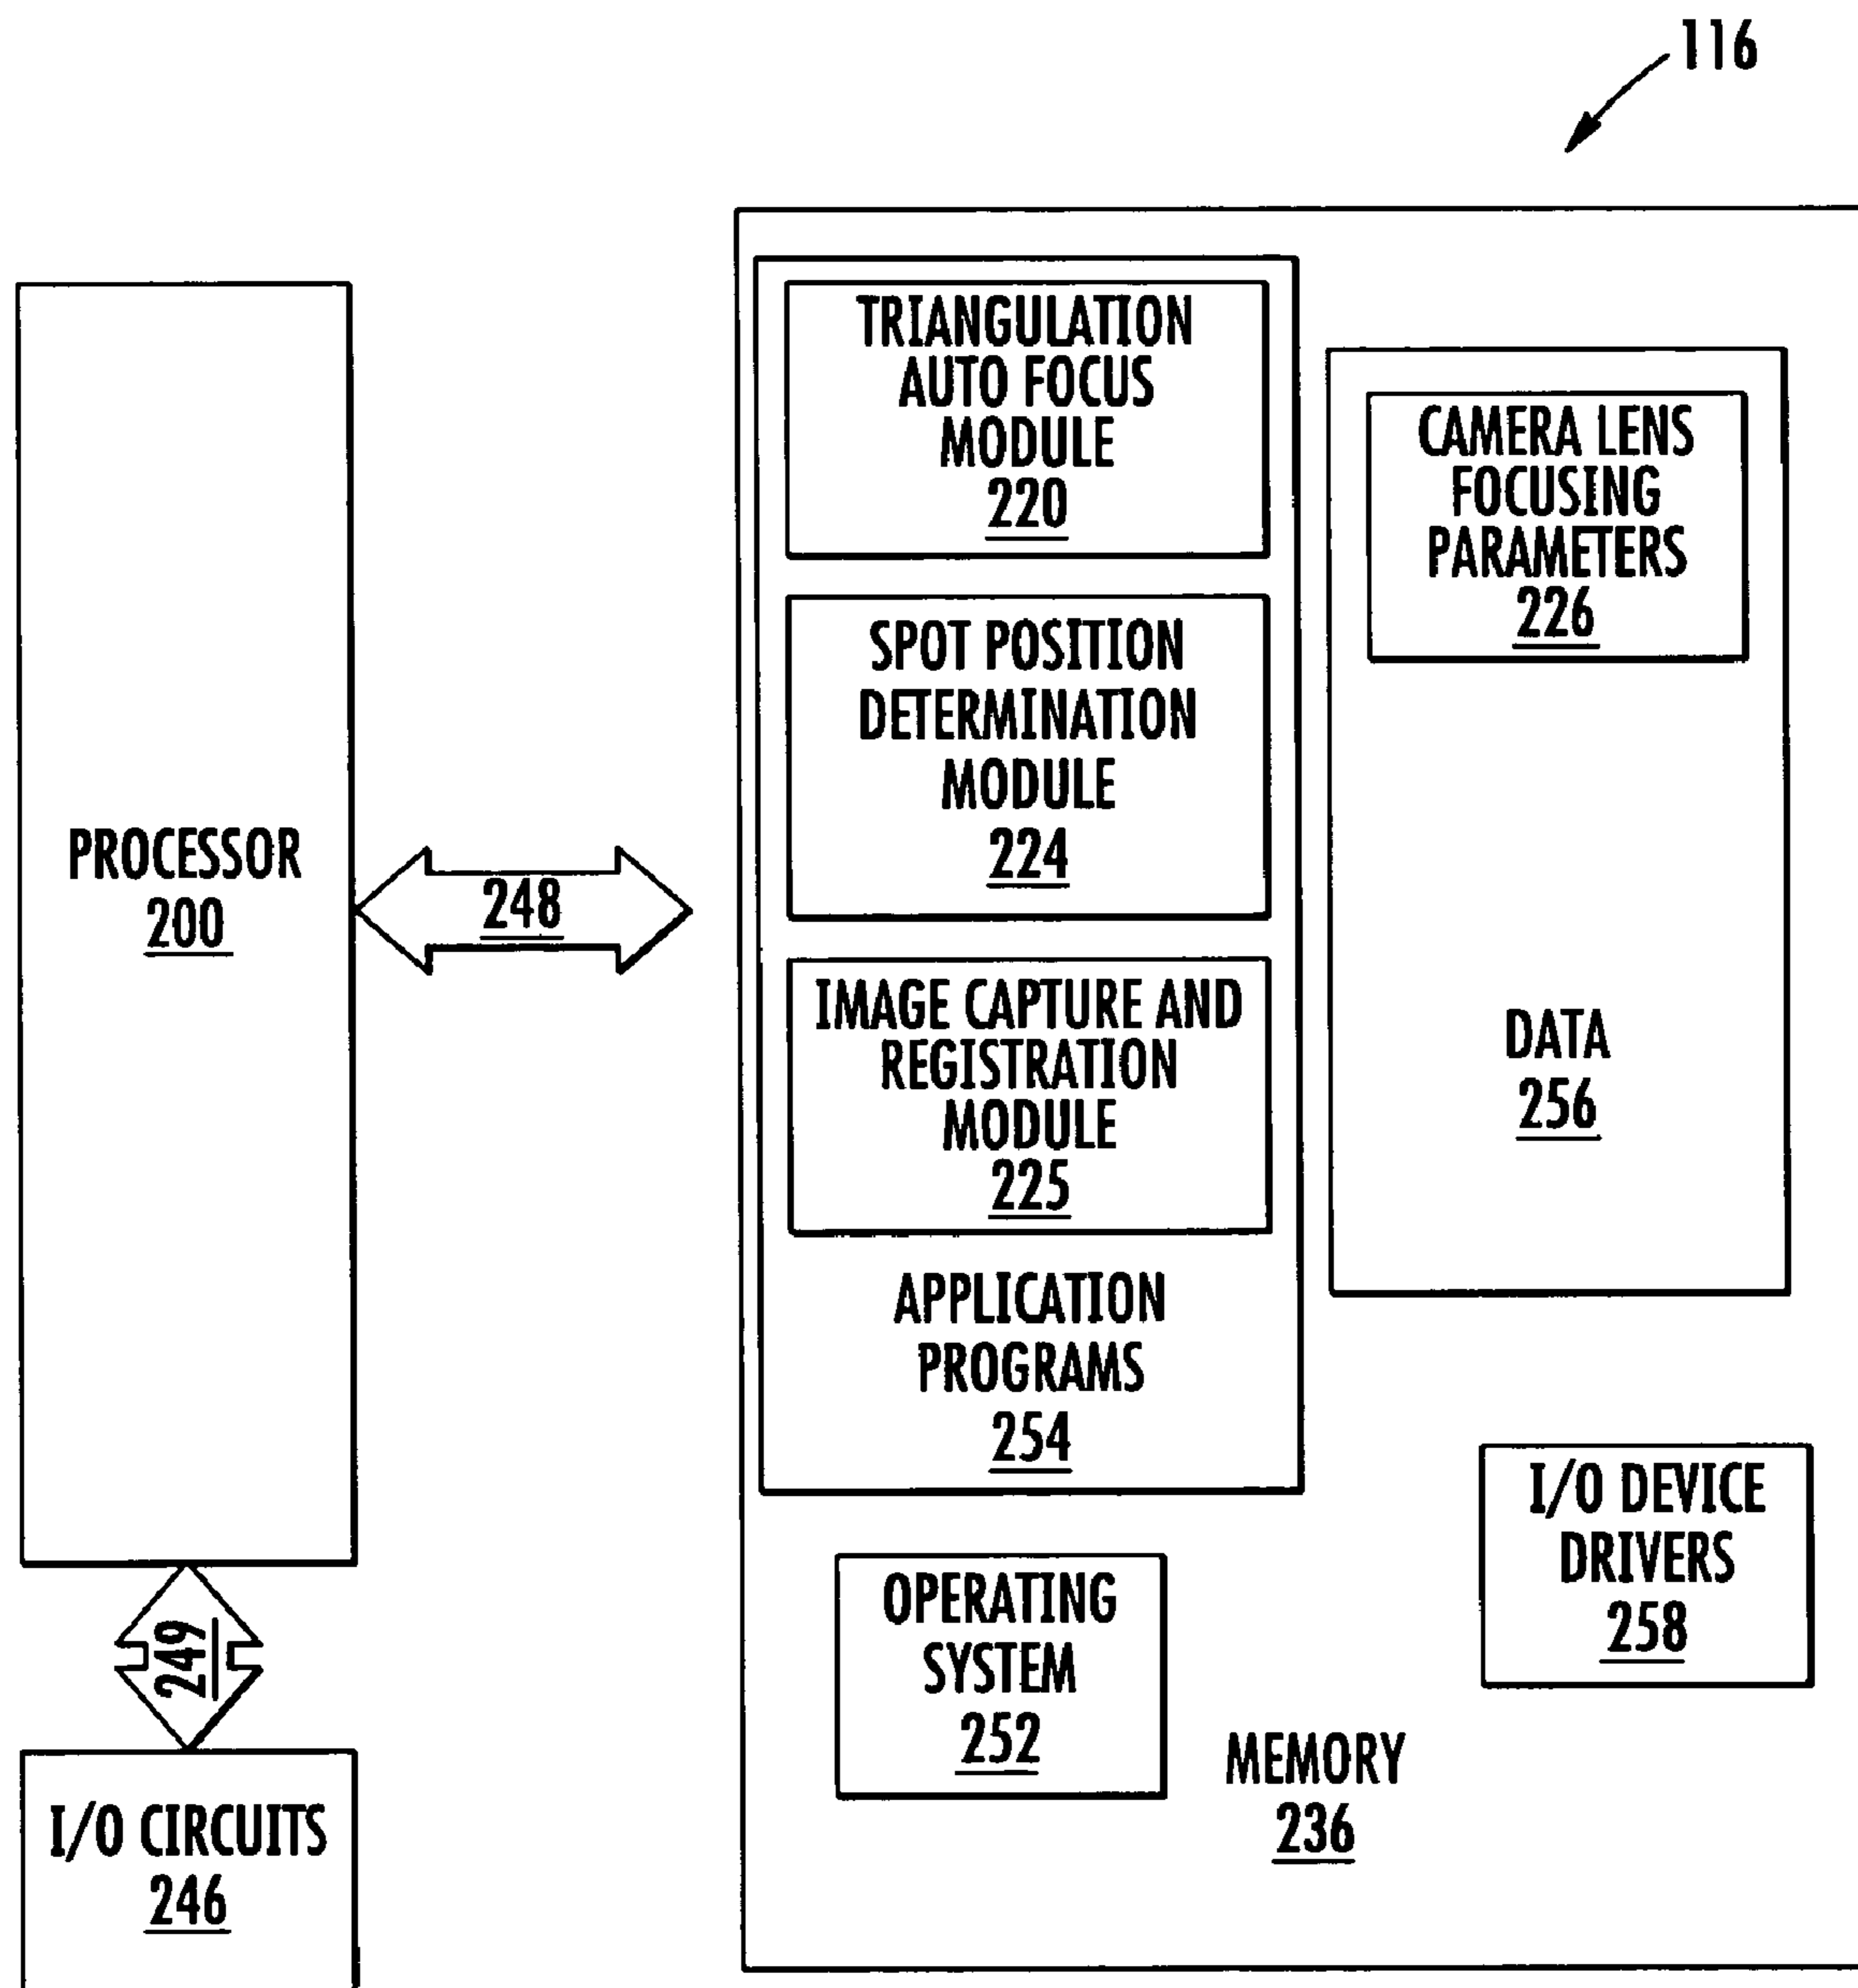 116
TRIANGULATION
AUTO FOCUS
MODULE
220
CAMERA LENS
FOCUSING
PARAMETERS
226
SPOT POSITION
DETERMINATION
MODULE
224
PROCESSOR
200
248
IMAGE CAPTURE AND
REGISTRATION
MODULE
225
DATA
256
APPLICATION
PROGRAMS
254
I/O DEVICE
DRIVERS
258
OPERATING
SYSTEM
252
249
MEMORY
236
I/O CIRCUITS
246